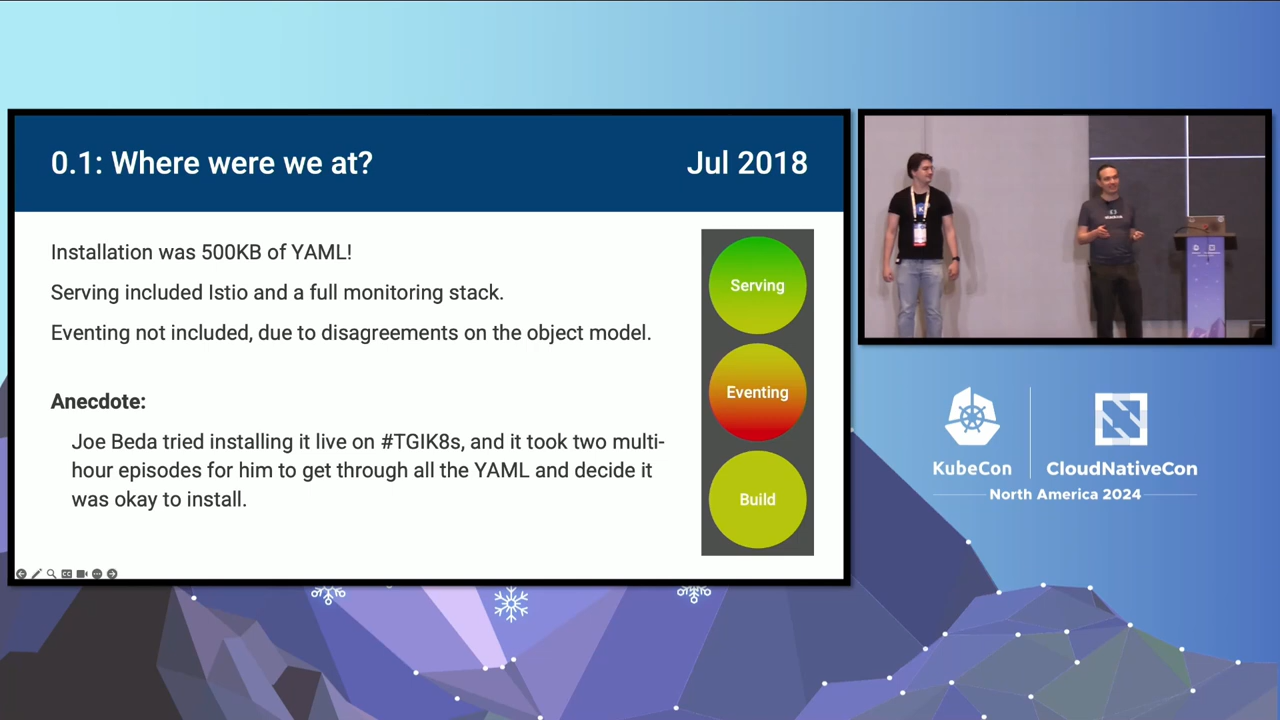 0.1: Where were we at?
Jul 2018
Installation was 500KB of YAML!
Serving included Istio and a full monitoring stack.
Eventing not included, due to disagreements on the object model.
Anecdote:
Joe Beda tried installing it live on #TGIK8s, and it took two multi-
hour episodes for him to get through all the YAML and decide it
was okay to install.
Serving
Eventing
Build
KubeCon
CloudNativeCon
North America 2024